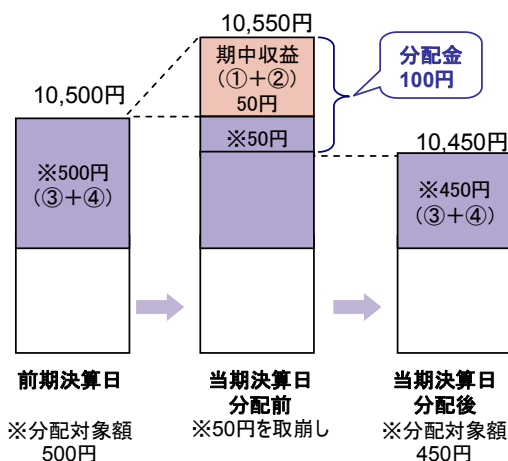 10,550円
期中収益
(①+②)
50円
分配金
100円
10,500円
※50円
10,450円
※500円
(③+④)
※450円
(③+④)
前期決算日
※分配対象額
500円
当期決算日
分配前
※50円を取崩し
当期決算日
分配後
※分配対象額
450円